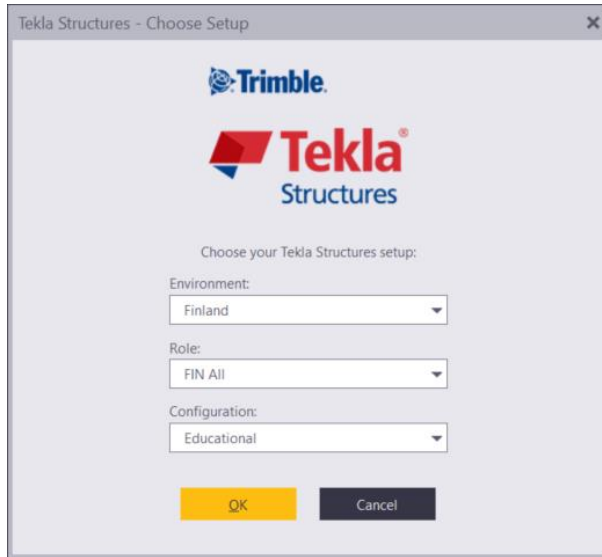 Tekla Structures - Choose Setup
Trimble.
Tekla®
Structures
Choose your Tekla Structures setup:
Environment:
Finland
Role:
FIN All
Configuration:
Educational
OK Cancel